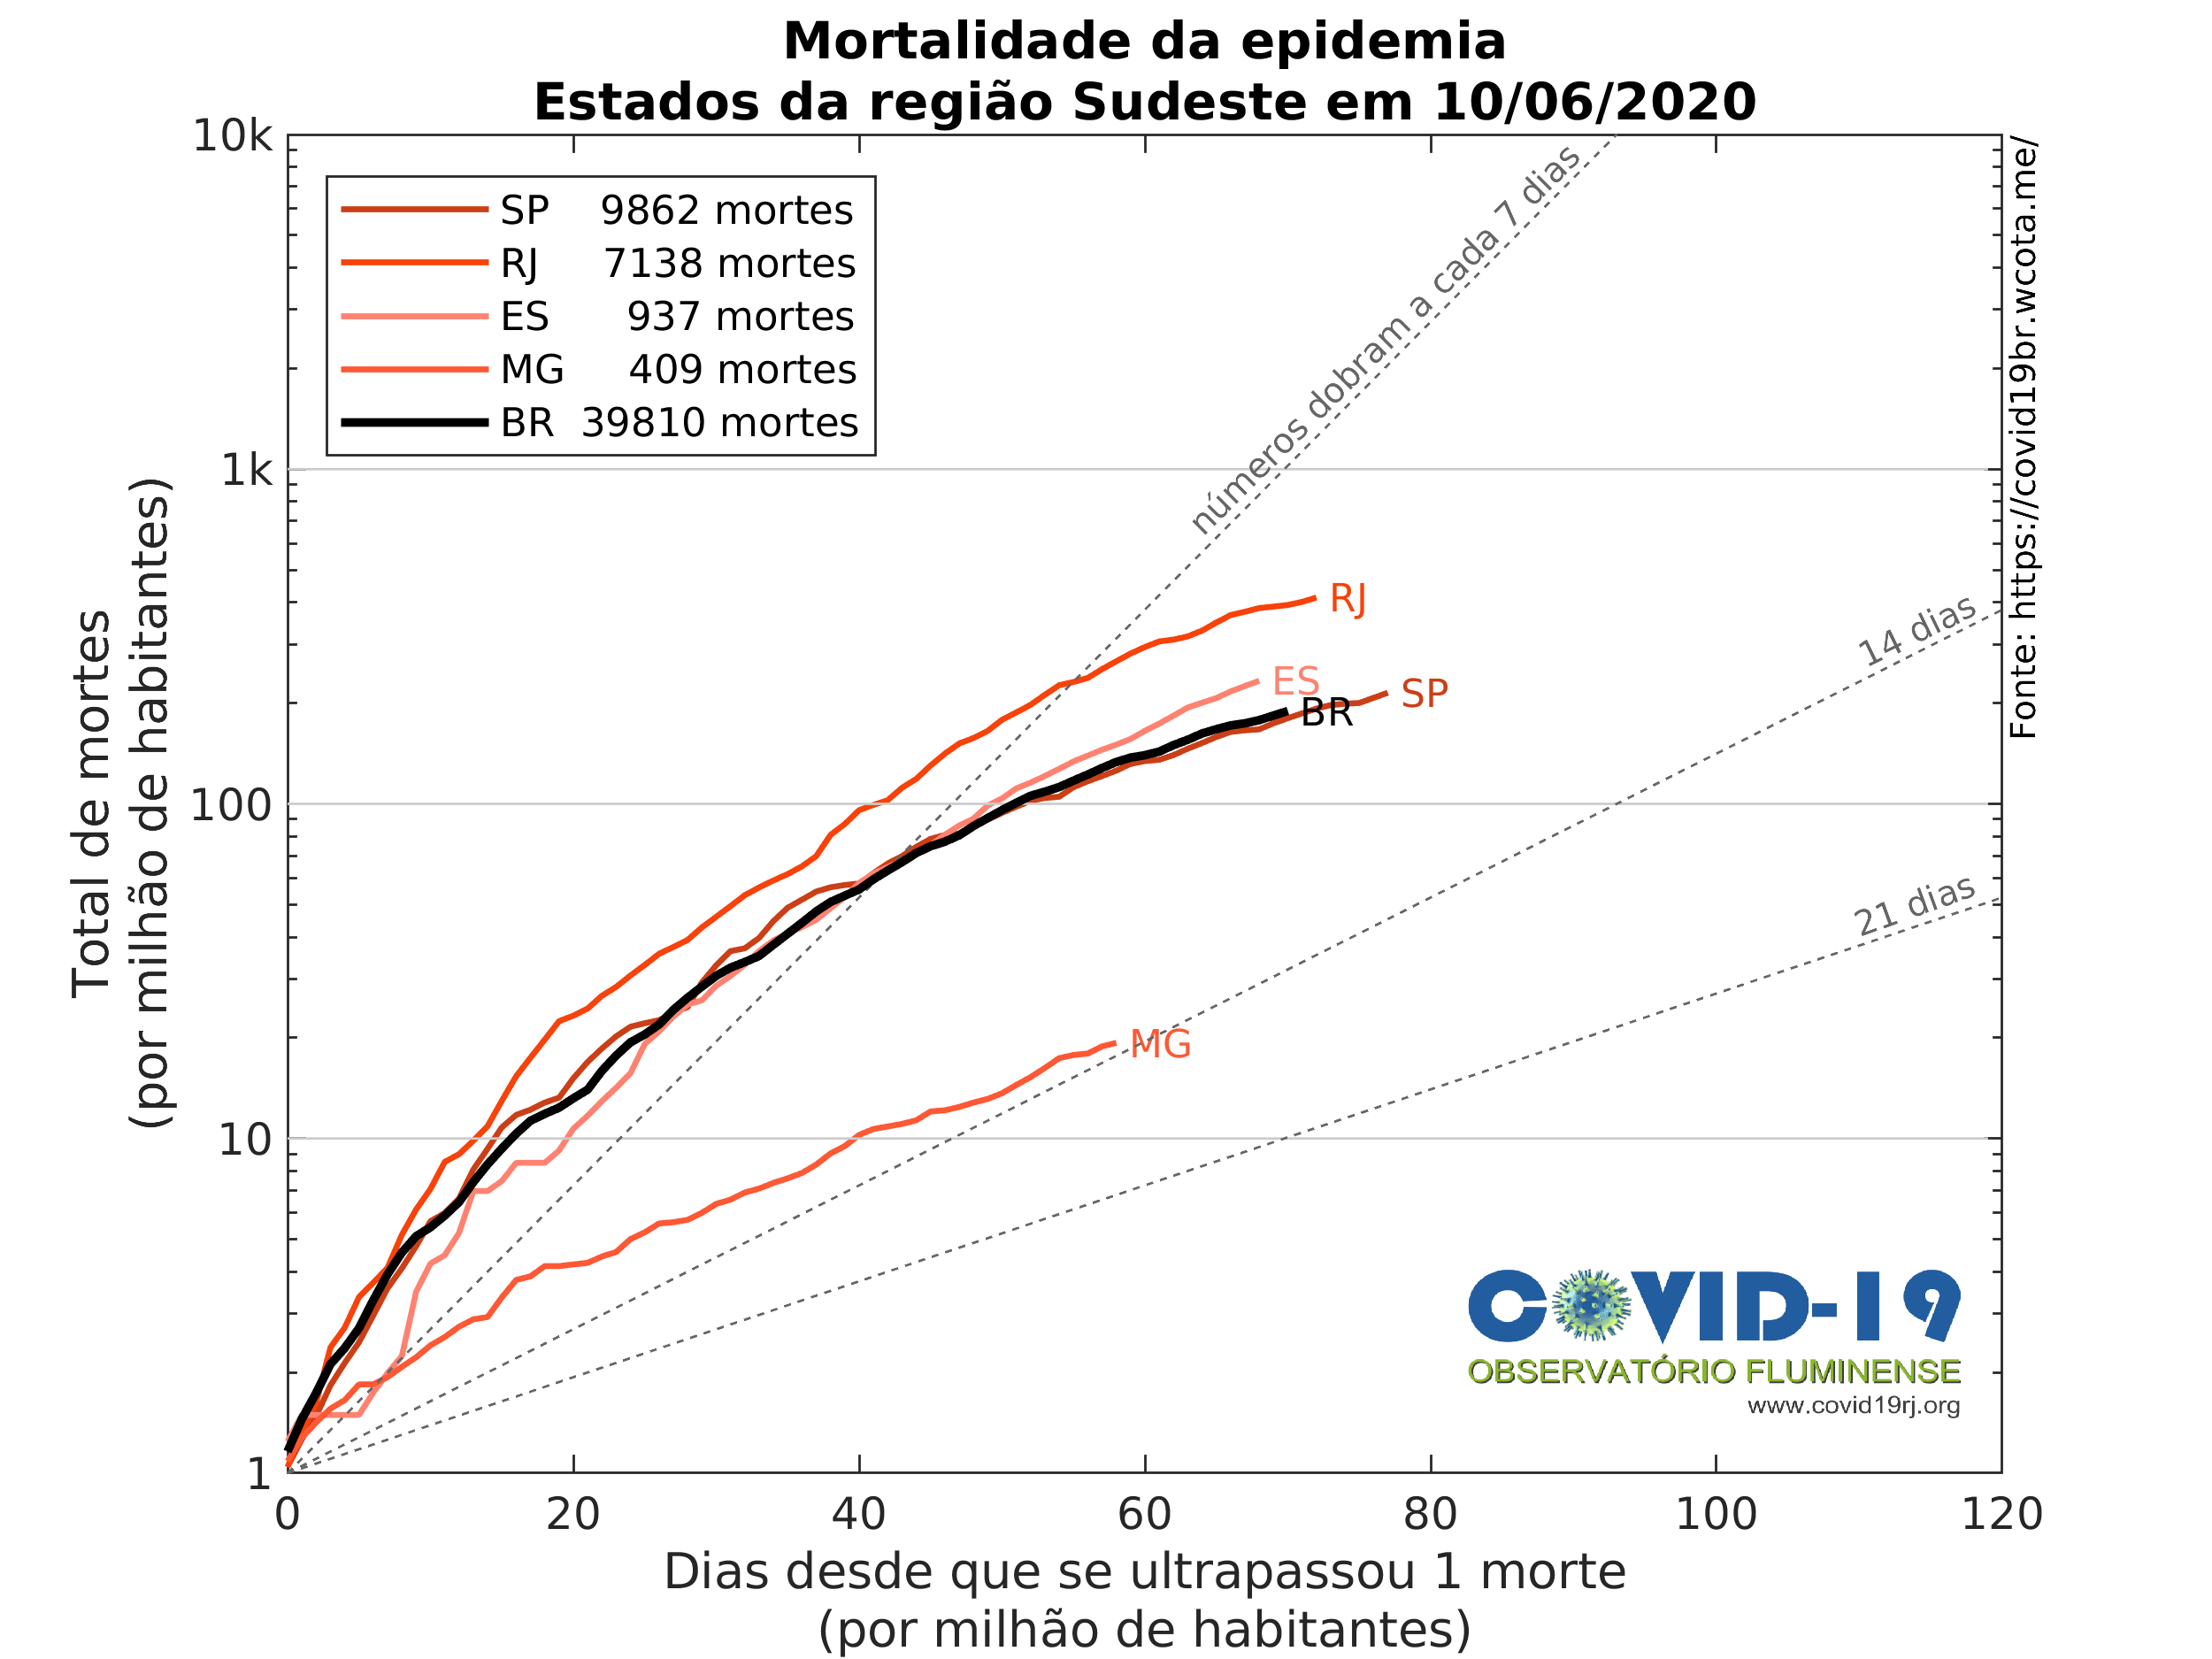 Mortalidade da epidemia
Estados da região Sudeste em 10/06/2020
10k
1k
100
10
1
Total de mortes
(por milhão de habitantes)
SP 9862 mortes
RJ 7138 mortes
ES 937 mortes
MG 409 mortes
BR 39810 mortes
números dobram a cada 7 dias
14 dias
21 dias
RJ
ES
SP
BR
MG
Fonte: https://covid19br.wcota.me/
COVID-19
OBSERVATÓRIO FLUMINENSE
www.covid19rj.org
0 20 40 60 80 100 120
Dias desde que se ultrapassou 1 morte
(por milhão de habitantes)